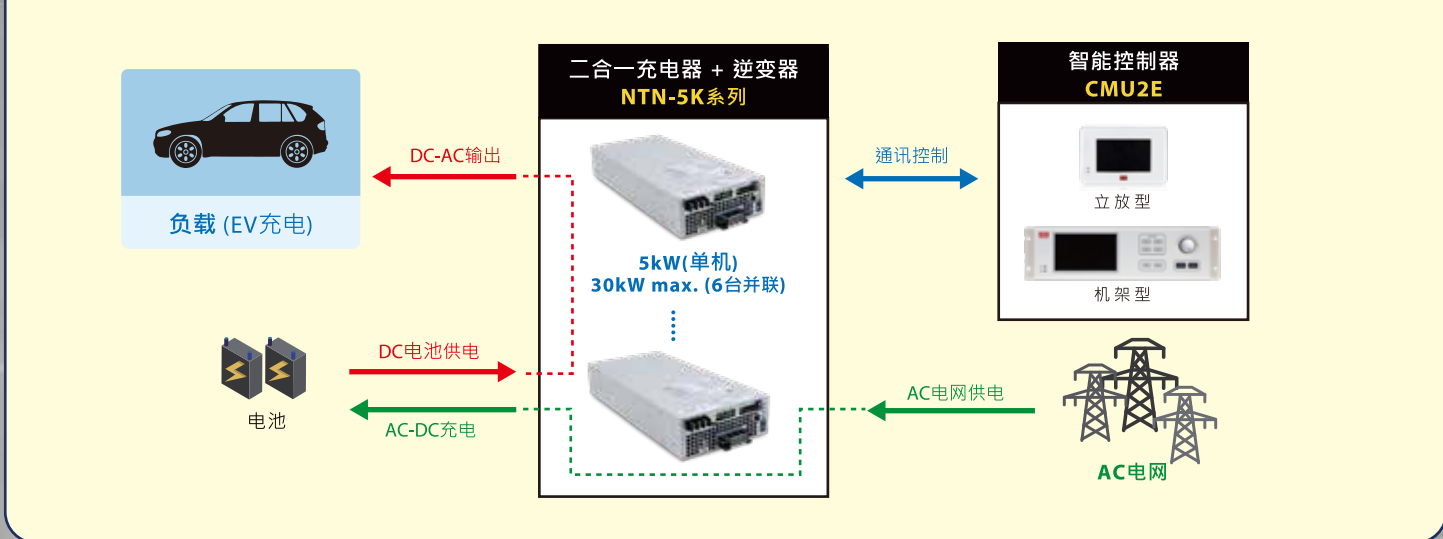 二合一充电器 + 逆变器
NTN-5K系列
智能控制器
CMU2E
DC-AC输出
通讯控制
立放型
负载 (EV充电)
5kW(单机)
30kW max. (6台并联)
机架型
DC电池供电
AC电网供电
电池
AC-DC充电
AC电网